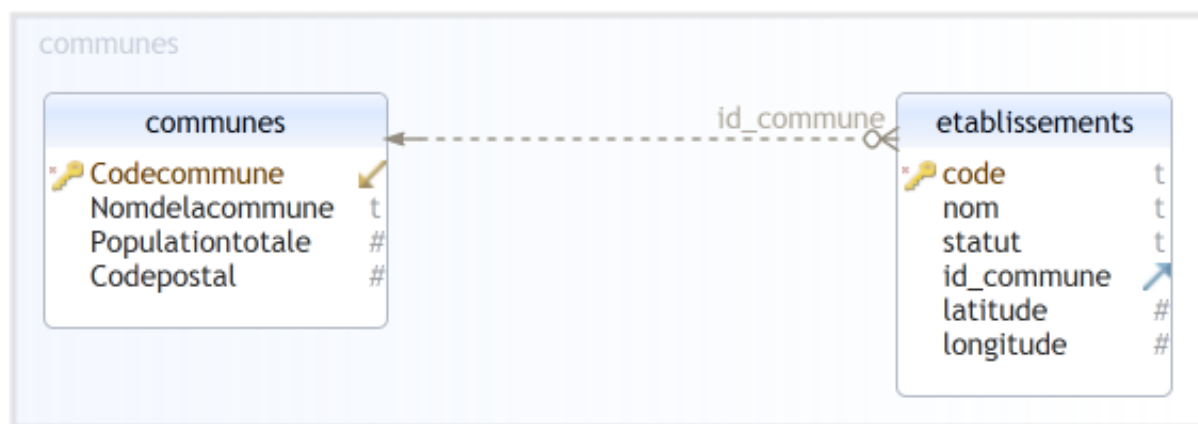 communes
communes
Codecommune
Nomdelacommune t
Populationtotale #
Codepostal #
id_commune
etablissements
code t
nom t
statut t
id_commune
latitude #
longitude #